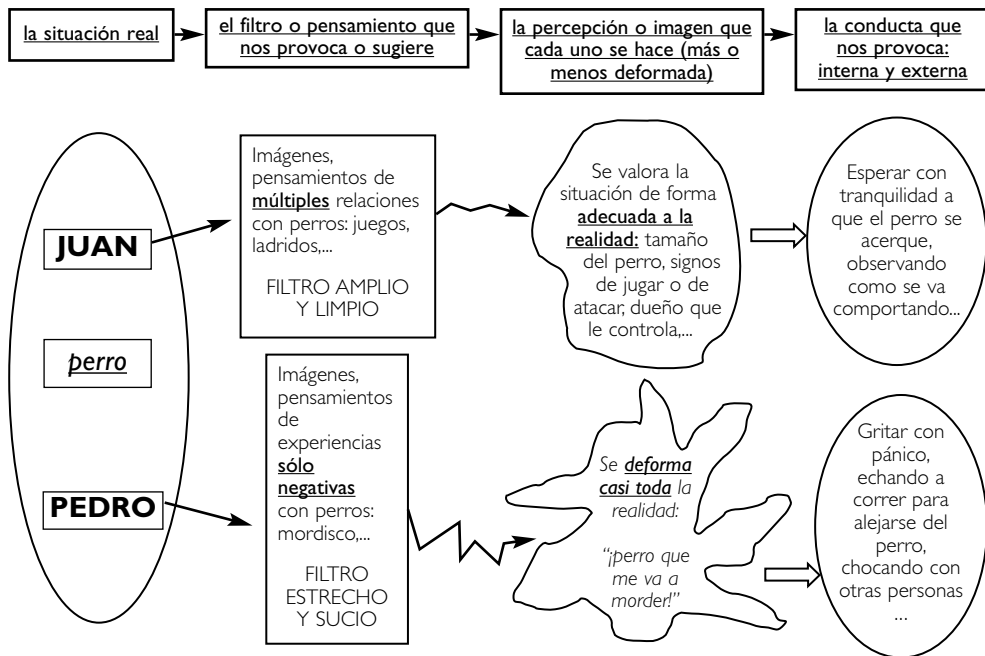 la situación real
el filtro o pensamiento que
nos provoca o sugiere
la percepción o imagen que
cada uno se hace (más o
menos deformada)
la conducta que
nos provoca:
interna y externa
JUAN
perro
PEDRO
Imágenes,
pensamientos de
múltiples relaciones
con perros: juegos,
ladridos,...
FILTRO AMPLIO
Y LIMPIO
Se valora la
situación de forma
adecuada a la
realidad: tamaño
del perro, signos
de jugar o de
atacar, dueño que
le controla,...
Esperar con
tranquilidad a
que el perro se
acerque,
observando
como se va
comportando...
Imágenes,
pensamientos
de
experiencias
sólo
negativas
con perros:
mordisco,...
FILTRO
ESTRECHO
Y SUCIO
Se deforma
casi toda la
realidad:
"¡perro que
me va a
morder!"
Gritar con
pánico,
echando a
correr para
alejarse del
perro,
chocando con
otras personas
...